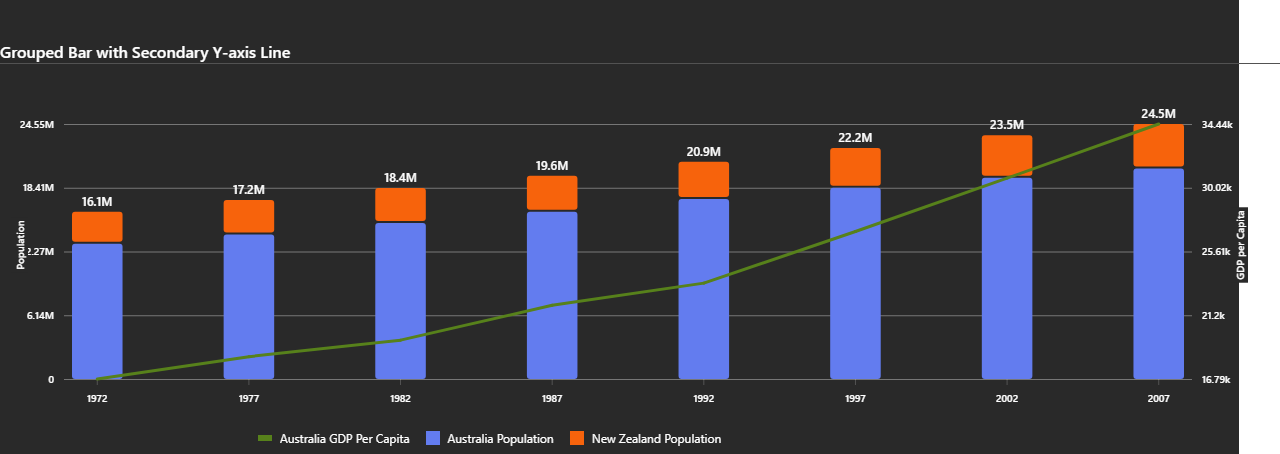 Grouped Bar with Secondary Y-axis Line
24.5M
24.55M
23.5M
34.44k
22.2M
20.9M
19.6M
18.4M
18.41M
17.2M
30.02k
16.1M
Population
GDP per Capita
2.27M
25.61k
6.14M
21.2k
0
16.79k
1972 1977 1982 1987 1992 1997 2002 2007
Australia GDP Per Capita Australia Population New Zealand Population